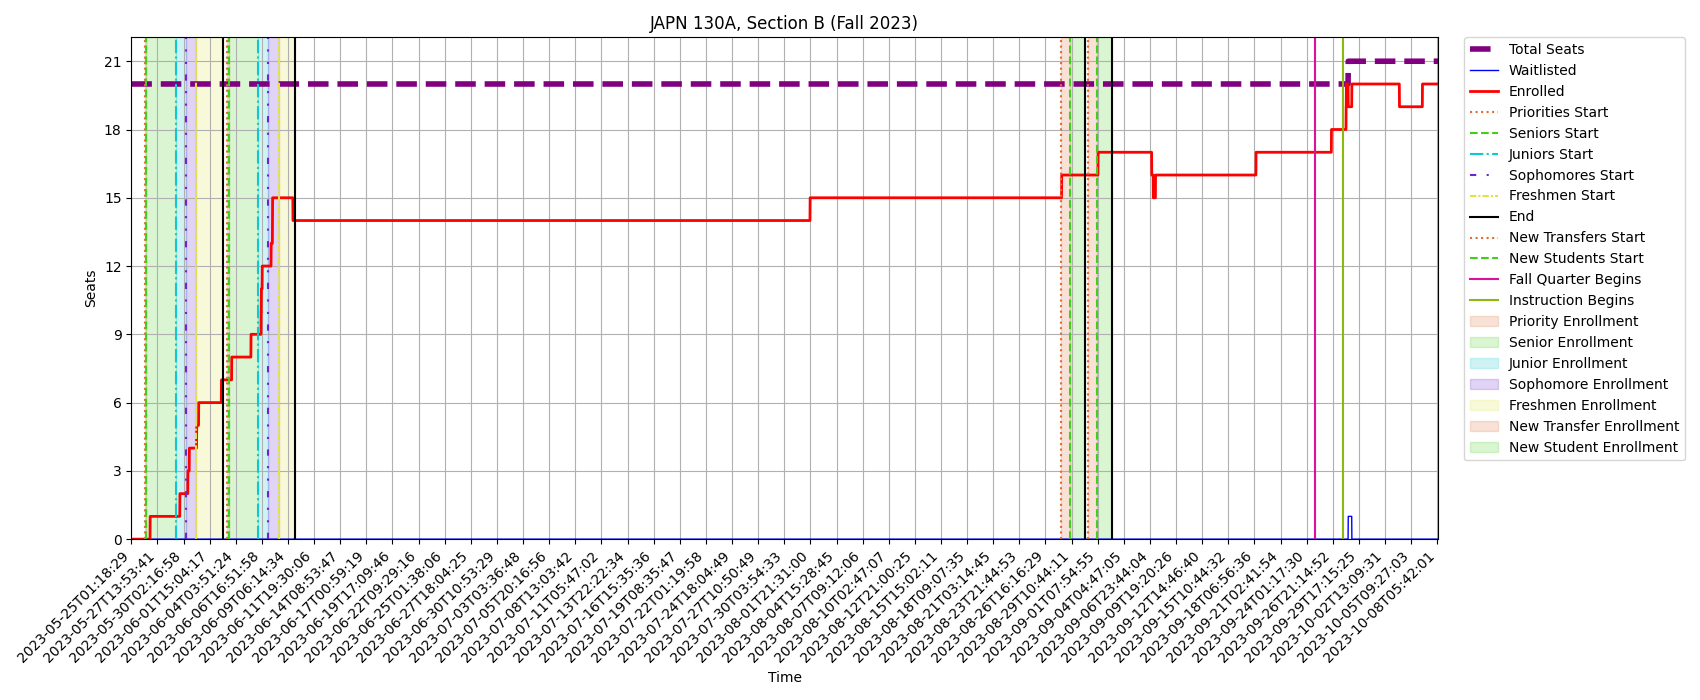 JAPN 130A, Section B (Fall 2023)
Seats
21
18
15
12
9
6
3
0
2023-05-25T01:18:29
2023-05-27T13:53:41
2023-05-30T02:16:58
2023-06-01T15:04:17
2023-06-04T03:51:24
2023-06-06T16:51:58
2023-06-09T06:14:34
2023-06-11T19:30:06
2023-06-14T08:53:47
2023-06-17T09:59:19
2023-06-19T17:09:46
2023-06-22T09:29:16
2023-06-25T01:38:06
2023-06-27T18:04:25
2023-06-30T10:53:29
2023-07-03T03:36:48
2023-07-05T20:16:56
2023-07-08T13:03:42
2023-07-11T05:47:02
2023-07-13T22:22:34
2023-07-16T15:35:36
2023-07-19T08:35:47
2023-07-22T01:19:58
2023-07-24T18:04:49
2023-07-27T10:50:49
2023-07-30T03:54:33
2023-08-01T21:31:00
2023-08-04T15:28:45
2023-08-07T09:12:06
2023-08-10T02:47:07
2023-08-12T21:00:25
2023-08-15T15:02:11
2023-08-18T09:07:35
2023-08-21T03:14:45
2023-08-23T21:44:53
2023-08-26T16:16:29
2023-08-29T10:44:11
2023-09-01T07:54:55
2023-09-04T04:47:05
2023-09-06T23:44:04
2023-09-09T19:20:26
2023-09-12T14:46:40
2023-09-15T10:44:32
2023-09-18T06:56:36
2023-09-21T02:41:54
2023-09-24T01:17:30
2023-09-26T21:14:52
2023-09-29T17:15:25
2023-10-02T13:09:31
2023-10-05T09:27:03
2023-10-08T05:42:01
Time
Total Seats
Waitlisted
Enrolled
Priorities Start
Seniors Start
Juniors Start
Sophomores Start
Freshmen Start
End
New Transfers Start
New Students Start
Fall Quarter Begins
Instruction Begins
Priority Enrollment
Senior Enrollment
Junior Enrollment
Sophomore Enrollment
Freshmen Enrollment
New Transfer Enrollment
New Student Enrollment